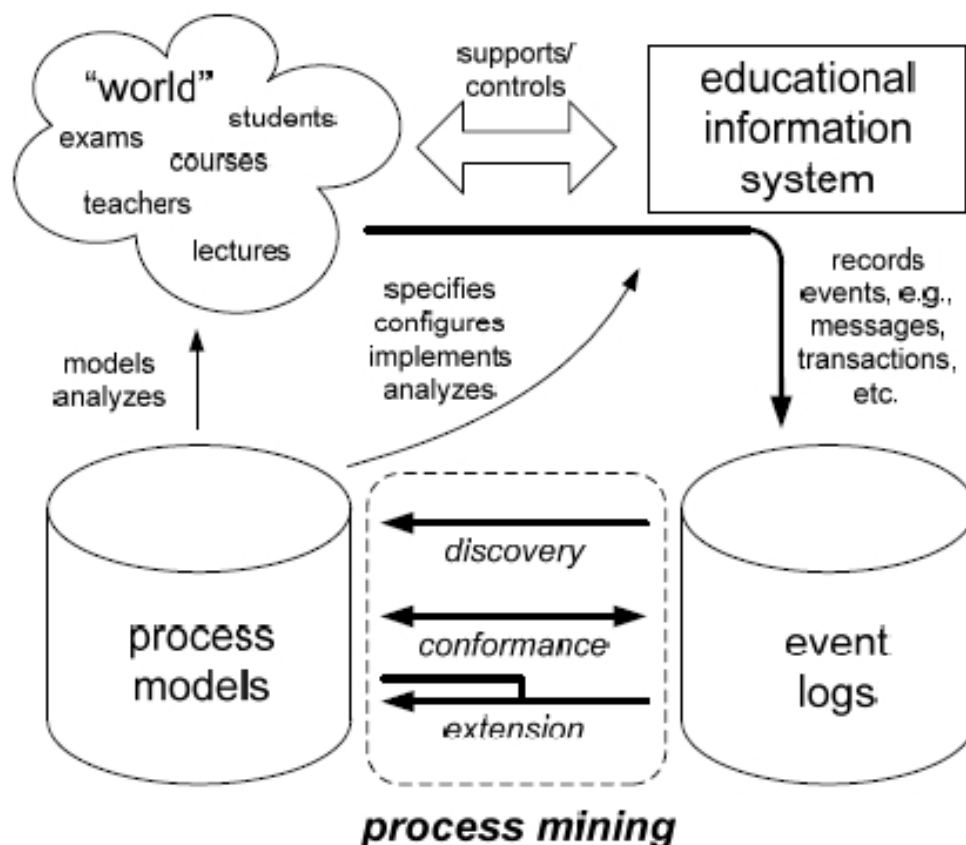 “world”
students
exams
courses
teachers
lectures
supports/
controls
educational
information
system
specifies
configures
implements
analyzes
records
events, e.g.,
messages,
transactions,
etc.
models
analyzes
process
models
discovery
conformance
extension
event
logs
process mining